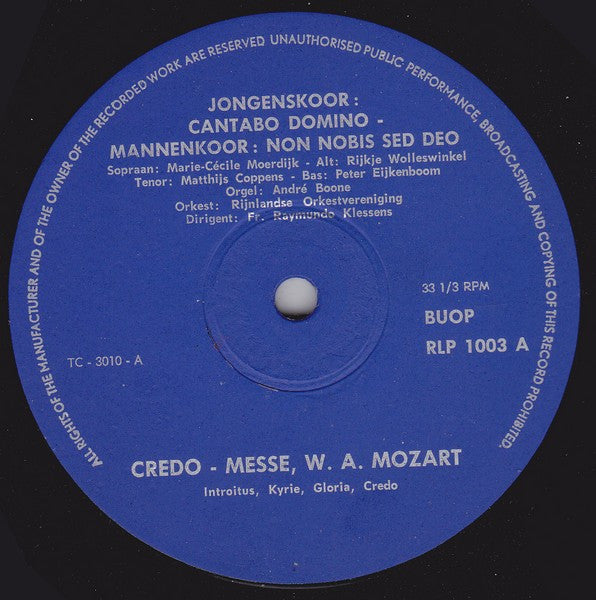 ALL RIGHTS OF THE MANUFACTURER AND OF THE OWNER OF THE RECORDED WORK ARE RESERVED UNAUTHORISED PUBLIC PERFORMANCE BROADCASTING AND COPYING OF THIS RECORD PROHIBITED.
JONGENSKOOR :
CANTABO DOMINO -
MANNENKOOR : NON NOBIS SED DEO
Sopraan: Marie-Cécile Moerdijk - Alt: Rijkje Wolleswinkel
Tenor: Matthijs Coppens - Bas: Peter Eijkenboom
Orgel: André Boone
Orkest: Rijnlandse Orkestvereniging
Dirigent: Fr. Raymundo Klessens
33 1/3 RPM
BUOP
RLP 1003 A
TC - 3010 - A
CREDO - MESSE, W. A. MOZART
Introitus, Kyrie, Gloria, Credo